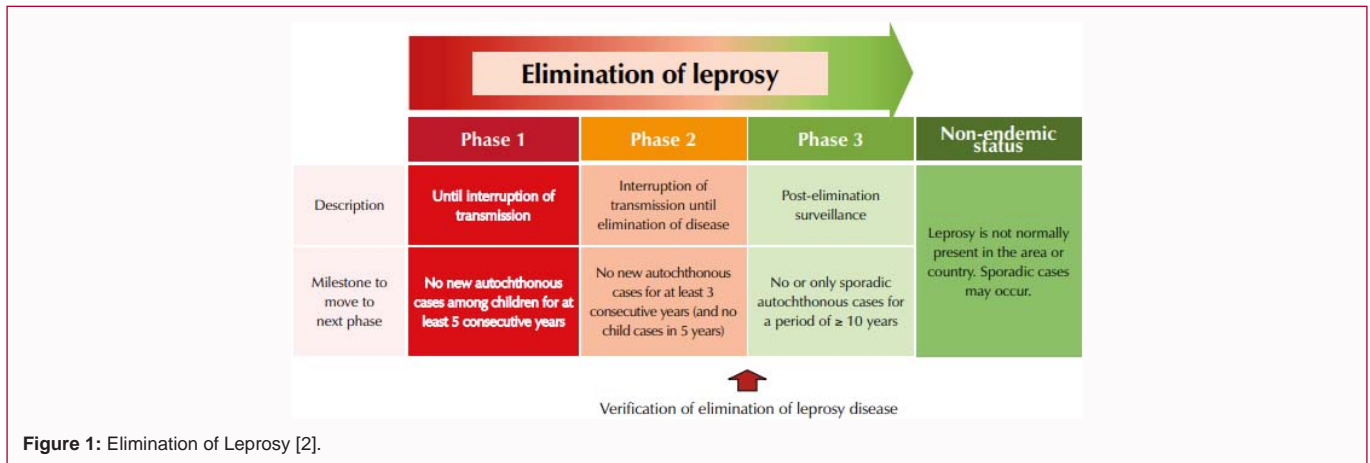 Elimination of leprosy
Phase 1
Phase 2
Phase 3
Non-endemic
status
Description
Until interruption of
transmission
Interruption of
transmission until
elimination of disease
Post-elimination
surveillance
Leprosy is not normally
present in the area or
country. Sporadic cases
may occur.
Milestone to
move to
next phase
No new autochthonous
cases among children for at
least 5 consecutive years
No new autochthonous
cases for at least 3
consecutive years (and no
child cases in 5 years)
No or only sporadic
autochthonous cases for
a period of ≥ 10 years
Verification of elimination of leprosy disease
Figure 1: Elimination of Leprosy [2].